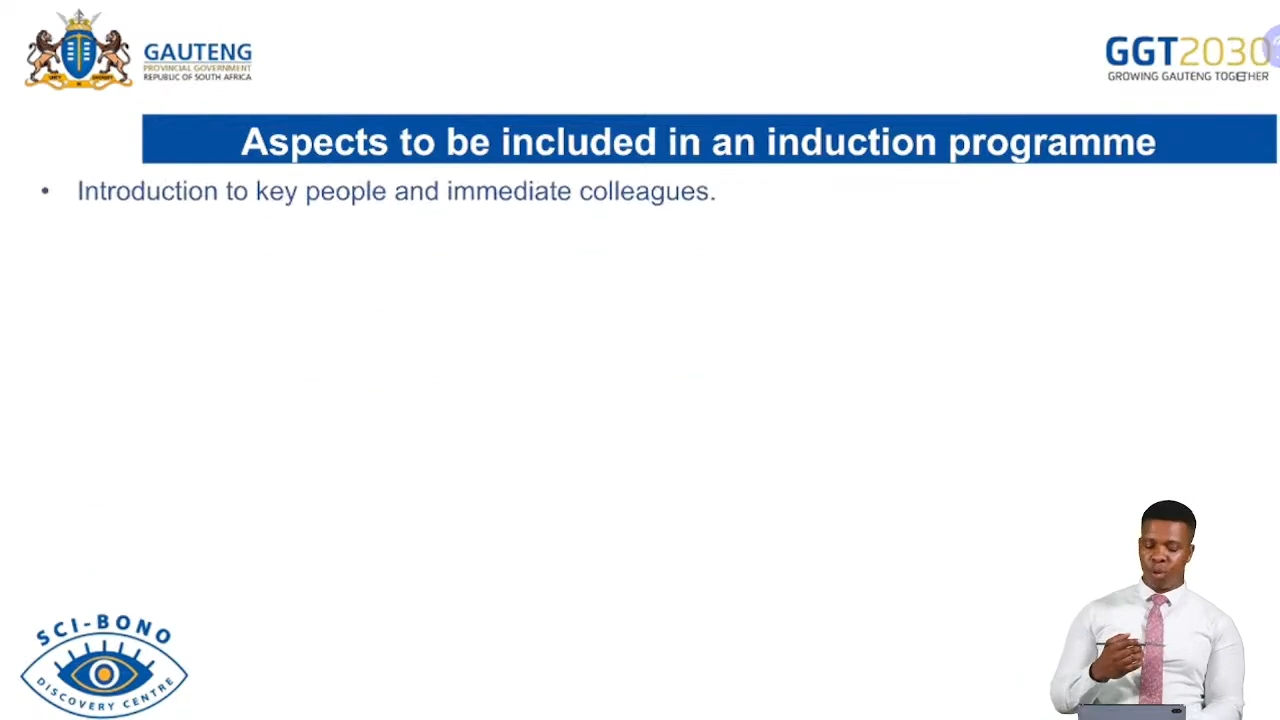 GAUTENG
PROVINCIAL GOVERNMENT
REPUBLIC OF SOUTH AFRICA
GGT2030
GROWING GAUTENG TOGETHER
Aspects to be included in an induction programme
• Introduction to key people and immediate colleagues.
SCI-BONO
DISCOVERY CENTRE